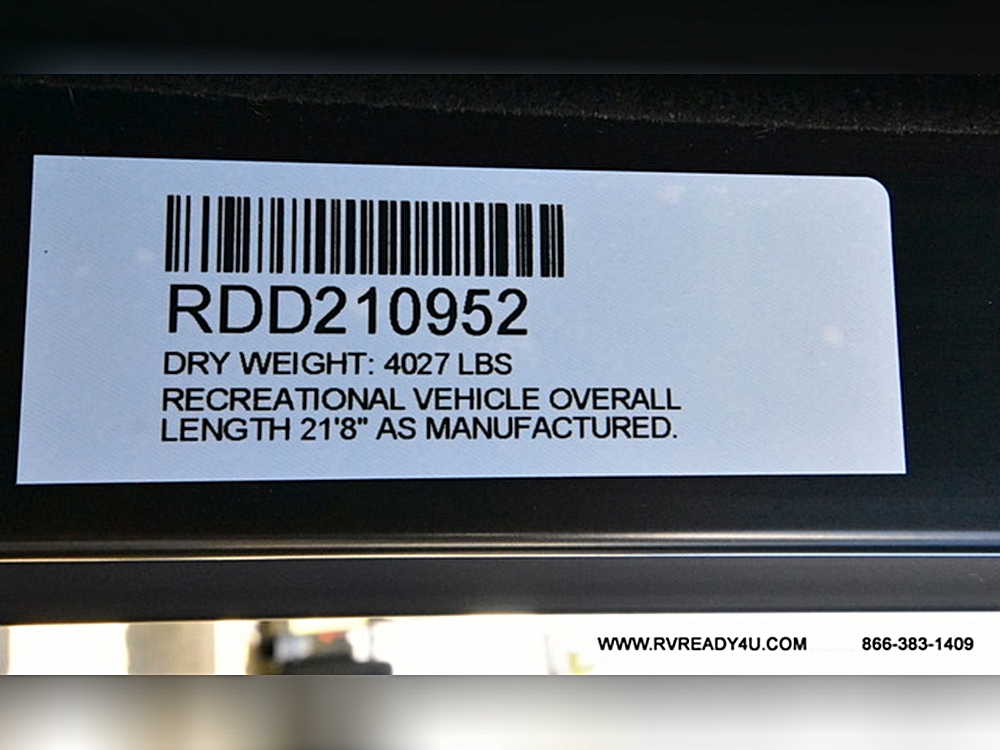 RDD210952
DRY WEIGHT: 4027 LBS
RECREATIONAL VEHICLE OVERALL
LENGTH 21'8" AS MANUFACTURED.
WWW.RVREADY4U.COM 866-383-1409